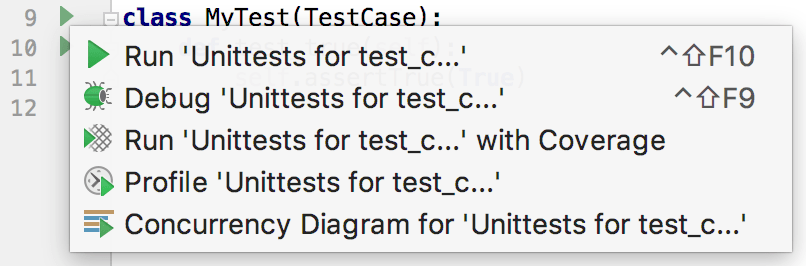 9 class MyTest(TestCase):
10
Run 'Unittests for test_c...' ^⇧F10
11 self.assertTrue(True)
Debug 'Unittests for test_c...' ^⇧F9
12
Run 'Unittests for test_c...' with Coverage
Profile 'Unittests for test_c...'
Concurrency Diagram for 'Unittests for test_c...'